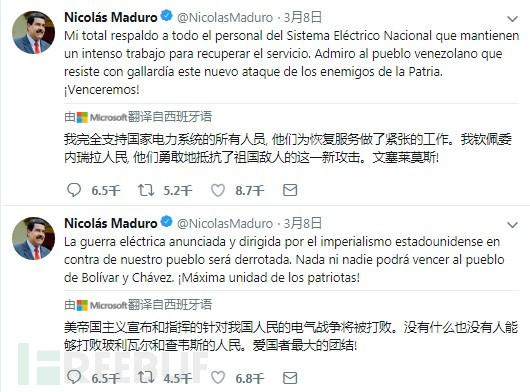 Nicolás Maduro @NicolasMaduro · 3月8日
Mi total respaldo a todo el personal del Sistema Eléctrico Nacional que mantienen
un intenso trabajo para recuperar el servicio. Admiro al pueblo venezolano que
resiste con gallardía este nuevo ataque de los enemigos de la Patria.
¡Venceremos!
由 Microsoft 翻译自西班牙语
我完全支持国家电力系统的所有人员, 他们为恢复服务做了紧张的工作。我钦佩委
内瑞拉人民, 他们勇敢地抵抗了祖国敌人的这一新攻击。文塞莱莫斯!
6.5千 5.2千 8.7千
Nicolás Maduro @NicolasMaduro · 3月8日
La guerra eléctrica anunciada y dirigida por el imperialismo estadounidense en
contra de nuestro pueblo será derrotada. Nada ni nadie podrá vencer al pueblo
de Bolívar y Chávez. ¡Máxima unidad de los patriotas!
由 Microsoft 翻译自西班牙语
美帝国主义宣布和指挥的针对我国人民的电气战争将被打败。没有什么也没有人能
够打败玻利瓦尔和查韦斯的人民。爱国者最大的团结!
6.5千 4.5千 6.8千
REEBUF